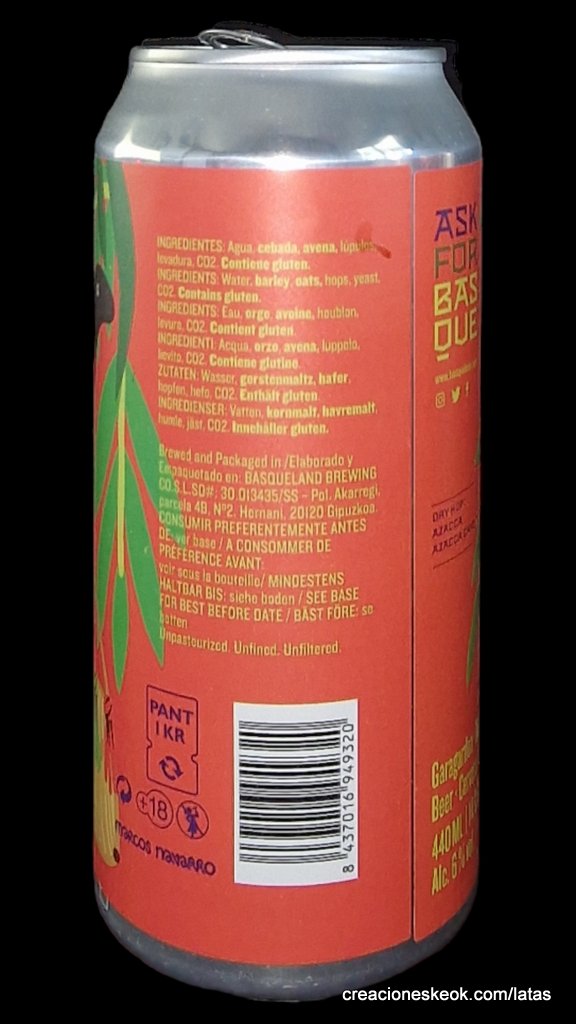 INGREDIENTES: Agua, cebada, avena, lúpulos,
levadura, CO2. Contiene gluten.
INGREDIENTS: Water, barley, oats, hops, yeast,
CO2. Contains gluten.
INGREDIENTS: Eau, orge, avoine, houblon,
levure, CO2. Contient gluten.
INGREDIENTI: Acqua, orzo, avena, luppolo,
lievito, CO2. Contiene glutine.
ZUTATEN: Wasser, gerstenmaltz, hafer,
hopfen, hefe, CO2. Enthält gluten.
INGREDIENSER: Vatten, kornmalt, havremalt,
humle, jäst, CO2. Innehåller gluten.
Brewed and Packaged in /Elaborado y
Empaquetado en: BASQUELAND BREWING
CO.S.L.SD#: 30 013435/SS - Pol. Akarregi,
parcela 4B, Nº2. Hernani, 20120 Gipuzkoa.
CONSUMIR PREFERENTEMENTE ANTES
DE: ver base / A CONSOMMER DE
PRÉFÉRENCE AVANT:
voir sous la bouteille/ MINDESTENS
HALTBAR BIS: siehe boden / SEE BASE
FOR BEST BEFORE DATE / BÄST FÖRE: se
botten
Unpasteurized. Unfined. Unfiltered.
PANT
1 KR
+18
marcos navarro
8 437016 949320
ASK
FOR
BAS
QUE
DRY HOP:
AZACCA
Beer
440ML
Alc. 6%
creacioneskeok.com/latas